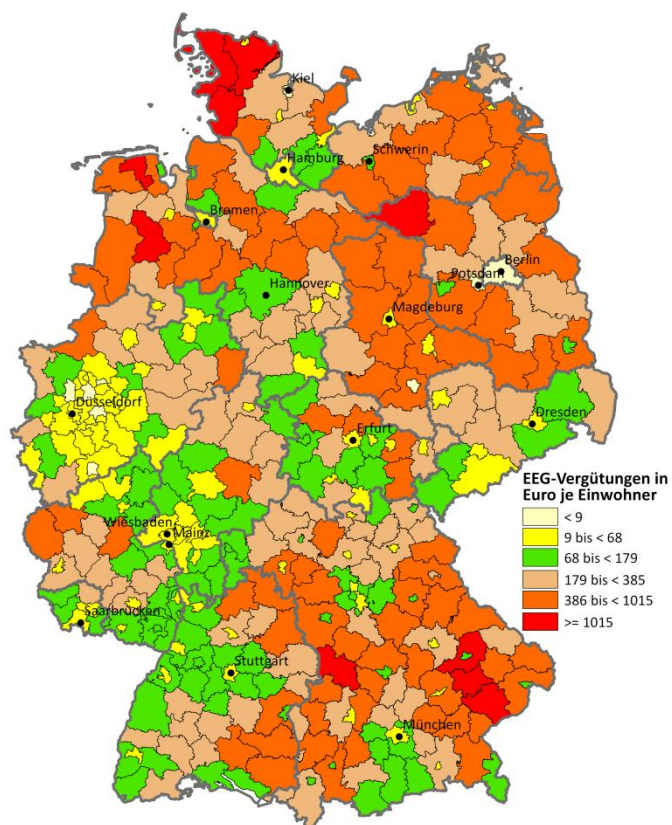 Kiel
Schwerin
Hamburg
Bremen
Berlin
Potsdam
Hannover
Magdeburg
Düsseldorf
Erfurt
Dresden
EEG-Vergütungen in
Euro je Einwohner
< 9
9 bis < 68
68 bis < 179
179 bis < 385
386 bis < 1015
>= 1015
Wiesbaden
Mainz
Saarbrücken
Stuttgart
München